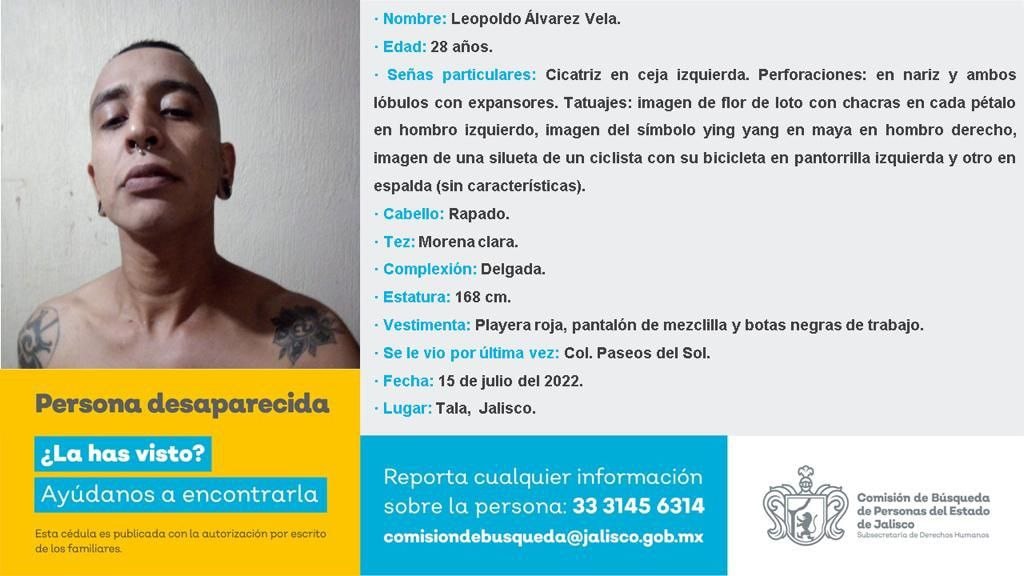 · Nombre: Leopoldo Álvarez Vela.
· Edad: 28 años.
· Señas particulares: Cicatriz en ceja izquierda. Perforaciones: en nariz y ambos
lóbulos con expansores. Tatuajes: imagen de flor de loto con chacras en cada pétalo
en hombro izquierdo, imagen del símbolo ying yang en maya en hombro derecho,
imagen de una silueta de un ciclista con su bicicleta en pantorrilla izquierda y otro en
espalda (sin características).
· Cabello: Rapado.
· Tez: Morena clara.
· Complexión: Delgada.
· Estatura: 168 cm.
· Vestimenta: Playera roja, pantalón de mezclilla y botas negras de trabajo.
· Se le vio por última vez: Col. Paseos del Sol.
· Fecha: 15 de julio del 2022.
· Lugar: Tala, Jalisco.
Persona desaparecida
¿La has visto?
Ayúdanos a encontrarla
Esta cédula es publicada con la autorización por escrito
de los familiares.
Reporta cualquier información
sobre la persona: 33 3145 6314
comisiondebusqueda@jalisco.gob.mx
Comisión de Búsqueda
de Personas del Estado
de Jalisco
Subsecretaría de Derechos Humanos